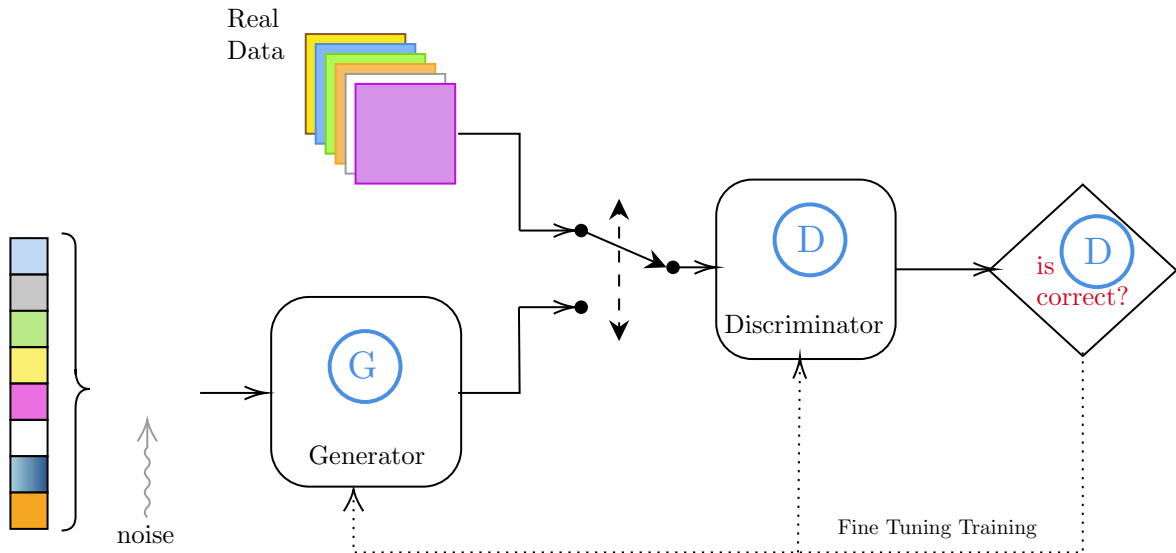 Real
Data
D
Discriminator
is D
correct?
G
Generator
noise
Fine Tuning Training